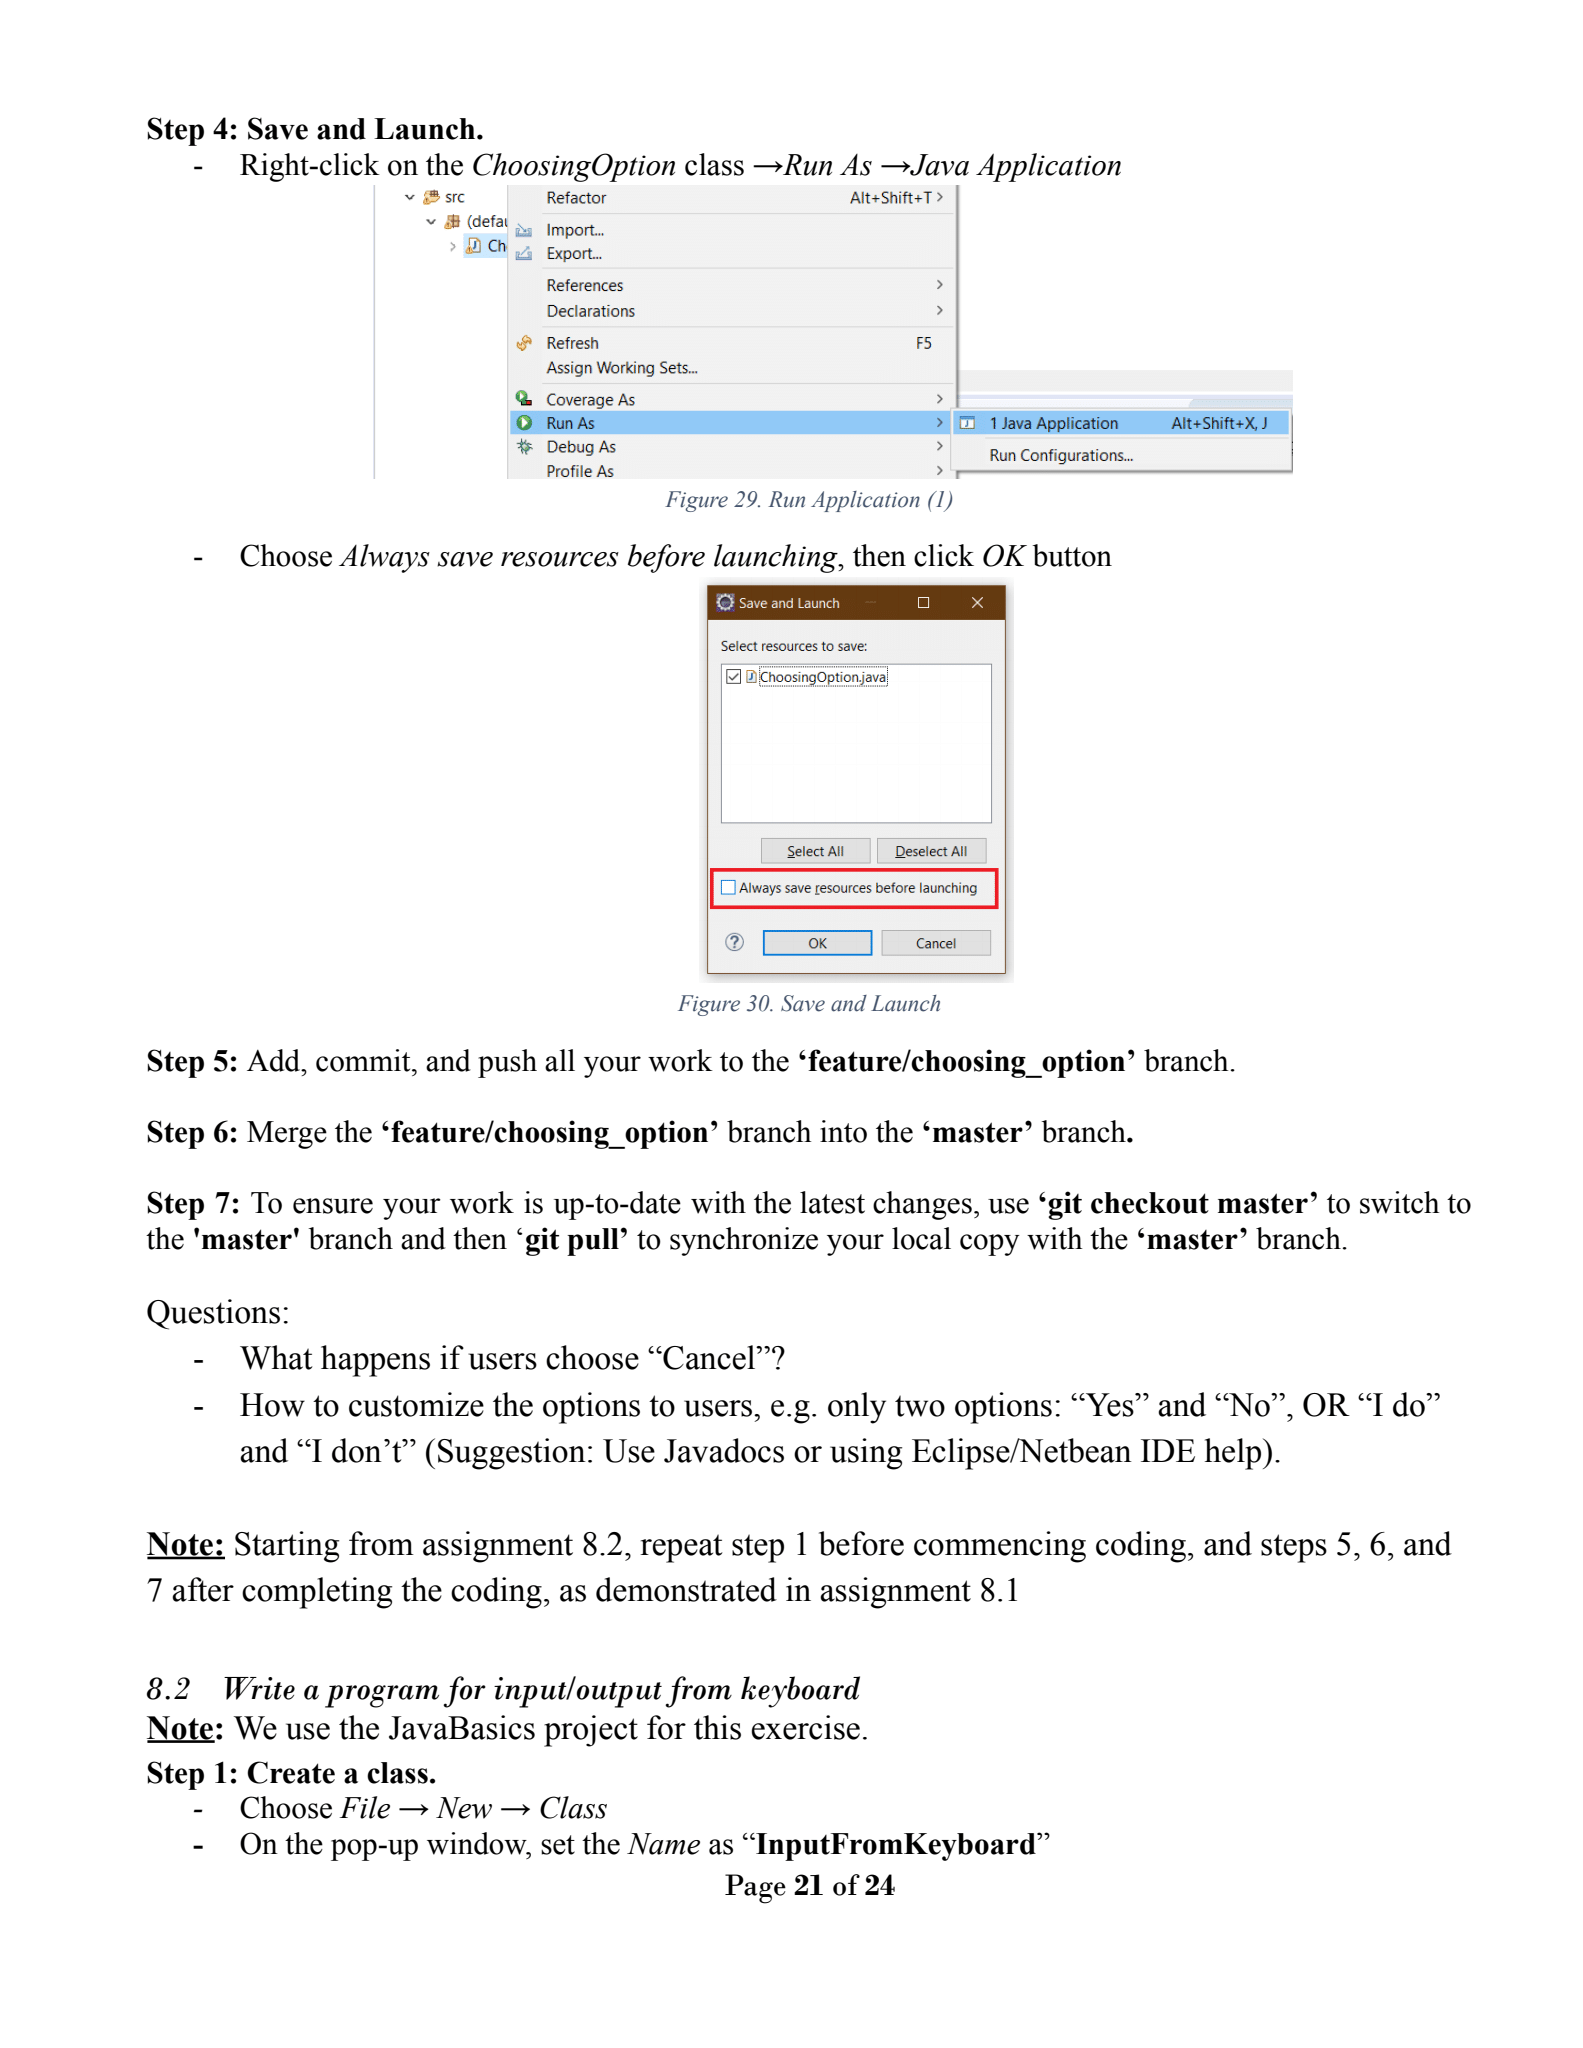 Step 4: Save and Launch.
- Right-click on the ChoosingOption class →Run As →Java Application
src
Refactor Alt+Shift+T >
(defau
Import...
Ch
Export...
References >
Declarations >
Refresh F5
Assign Working Sets...
Coverage As >
Run As > 1 Java Application Alt+Shift+X, J
Debug As >
Run Configurations...
Profile As >
Figure 29. Run Application (1)
- Choose Always save resources before launching, then click OK button
Save and Launch
Select resources to save:
ChoosingOption.java
Select All Deselect All
Always save resources before launching
? OK Cancel
Figure 30. Save and Launch
Step 5: Add, commit, and push all your work to the ‘feature/choosing_option’ branch.
Step 6: Merge the ‘feature/choosing_option’ branch into the ‘master’ branch.
Step 7: To ensure your work is up-to-date with the latest changes, use ‘git checkout master’ to switch to
the 'master' branch and then ‘git pull’ to synchronize your local copy with the ‘master’ branch.
Questions:
- What happens if users choose “Cancel”?
- How to customize the options to users, e.g. only two options: “Yes” and “No”, OR “I do”
and “I don’t” (Suggestion: Use Javadocs or using Eclipse/Netbean IDE help).
Note: Starting from assignment 8.2, repeat step 1 before commencing coding, and steps 5, 6, and
7 after completing the coding, as demonstrated in assignment 8.1
8.2 Write a program for input/output from keyboard
Note: We use the JavaBasics project for this exercise.
Step 1: Create a class.
- Choose File → New → Class
- On the pop-up window, set the Name as “InputFromKeyboard”
Page 21 of 24